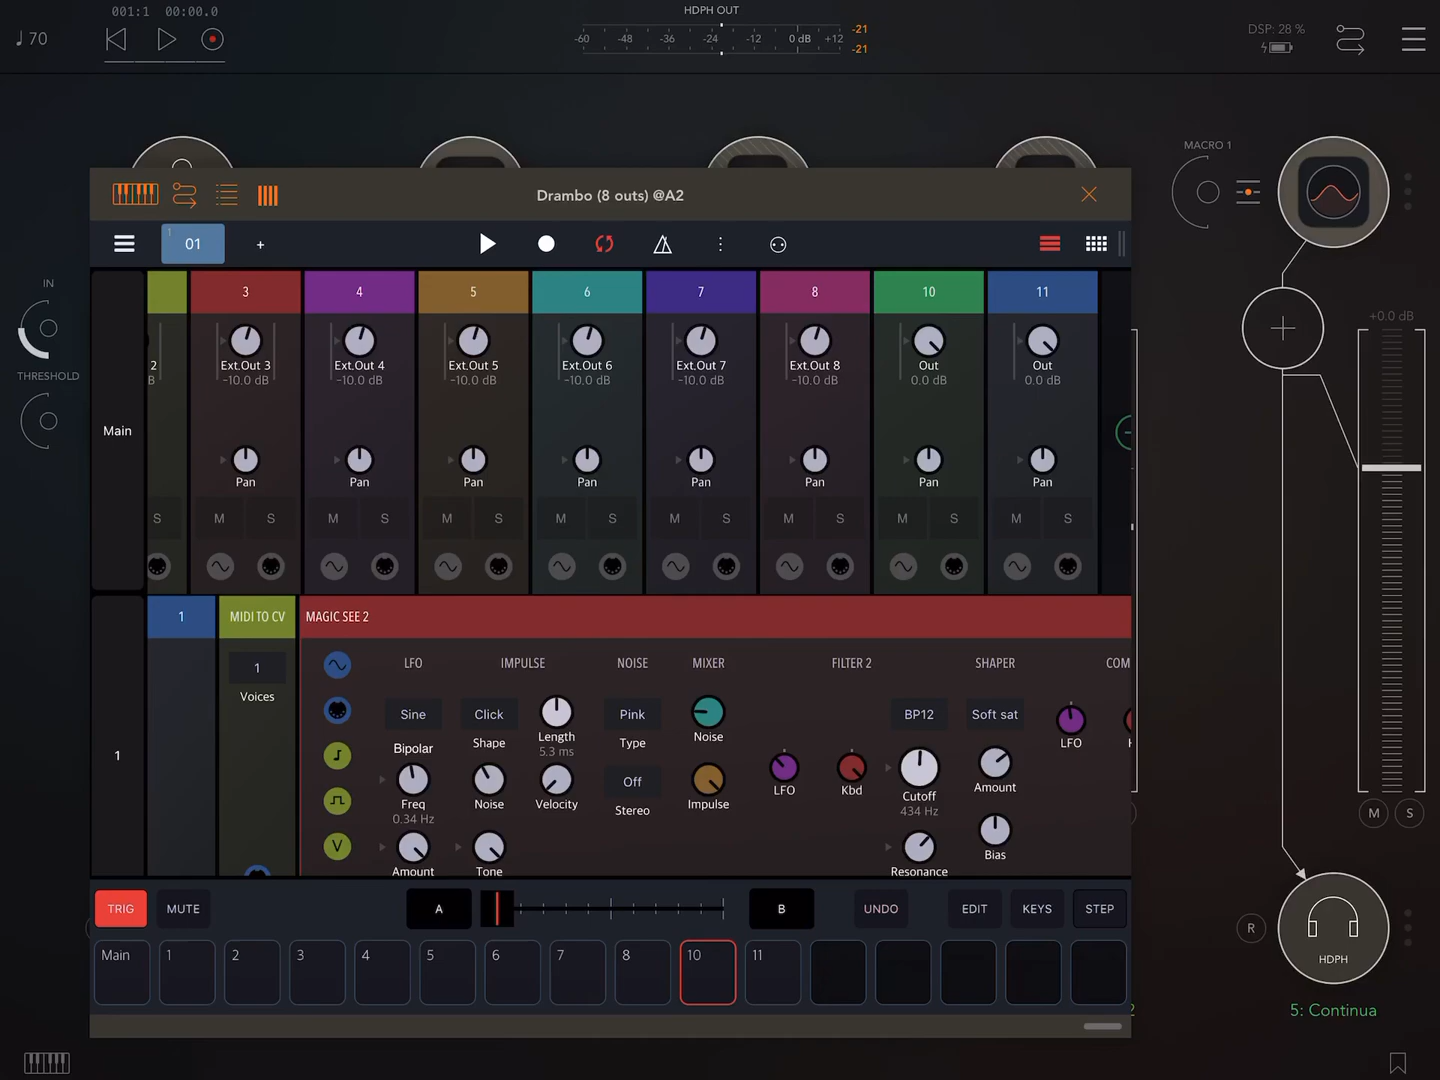 001:1 00:00.0
♩70
HDPH OUT
-60 -48 -36 -24 -12 0 dB +12
-21
-21
DSP: 28 %
MACRO 1
Drambo (8 outs) @A2
1
01
+
IN
THRESHOLD
+0.0 dB
3 4 5 6 7 8 10 11
2 Ext.Out 3 Ext.Out 4 Ext.Out 5 Ext.Out 6 Ext.Out 7 Ext.Out 8 Out Out
B -10.0 dB -10.0 dB -10.0 dB -10.0 dB -10.0 dB -10.0 dB 0.0 dB 0.0 dB
Main
Pan Pan Pan Pan Pan Pan Pan Pan
S M S M S M S M S M S M S M S M S
1 MIDI TO CV MAGIC SEE 2
LFO IMPULSE NOISE MIXER FILTER 2 SHAPER COM
1
Voices
Sine Click Pink BP12 Soft sat
Bipolar Shape Length Type Noise LFO
5.3 ms
Freq Noise Velocity Off Impulse LFO Kbd Cutoff Amount
0.34 Hz Stereo 434 Hz
V
Amount Tone Resonance Bias
1
M S
TRIG MUTE A B UNDO EDIT KEYS STEP
Main 1 2 3 4 5 6 7 8 10 11
R
HDPH
2
5: Continua